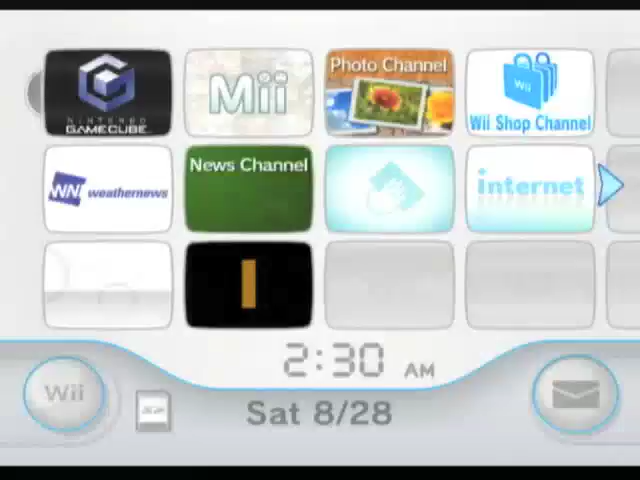 NINTENDO
GAMECUBE
Mii
Photo Channel
Wii
Wii Shop Channel
WN weathernews
News Channel
internet
2:30 AM
Wii
SD
Sat 8/28